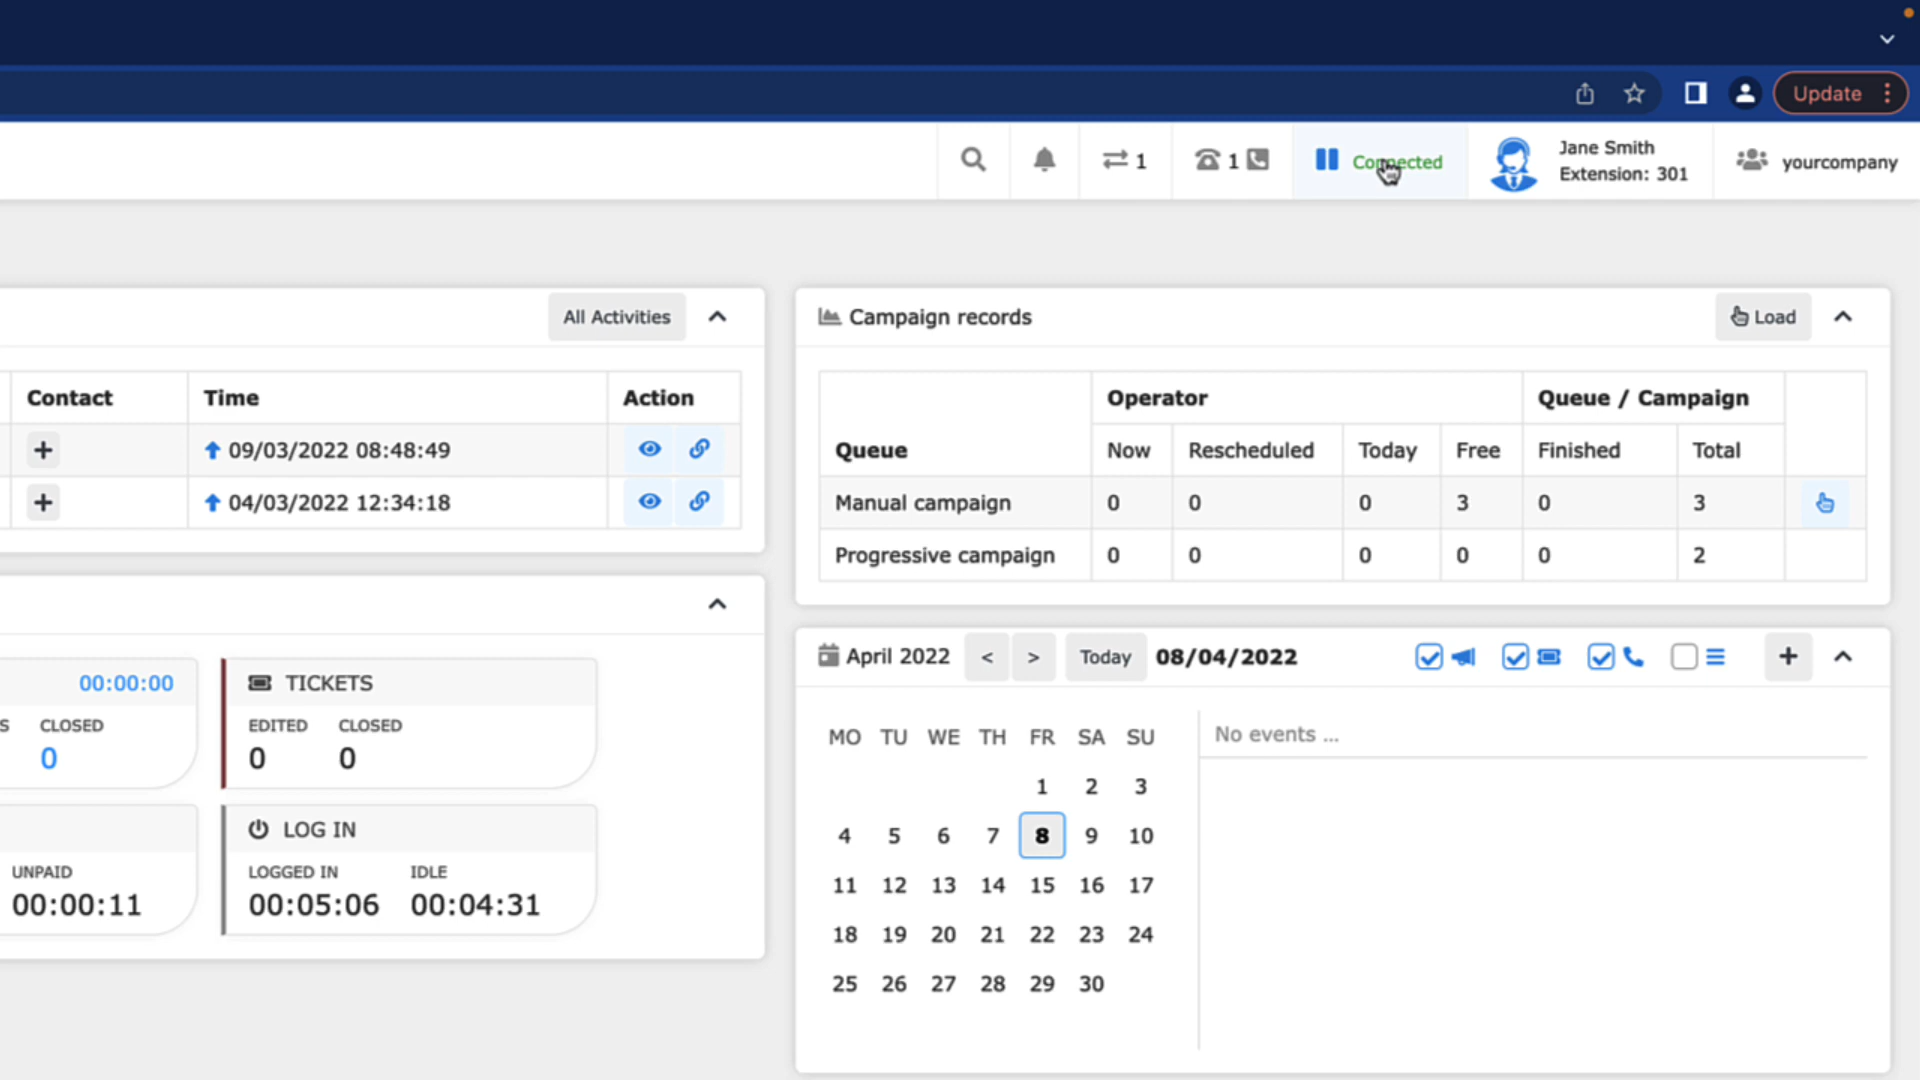 Update
1
1
Connected
Jane Smith
Extension: 301
yourcompany
All Activities
Contact Time Action
+ 09/03/2022 08:48:49
+ 04/03/2022 12:34:18
Campaign records
Load
Operator Queue / Campaign
Queue Now Rescheduled Today Free Finished Total
Manual campaign 0 0 0 3 0 3
Progressive campaign 0 0 0 0 0 2
00:00:00
S CLOSED
0
TICKETS
EDITED CLOSED
0 0
UNPAID
00:00:11
LOG IN
LOGGED IN IDLE
00:05:06 00:04:31
April 2022 < > Today 08/04/2022 +
MO TU WE TH FR SA SU
1 2 3
4 5 6 7 8 9 10
11 12 13 14 15 16 17
18 19 20 21 22 23 24
25 26 27 28 29 30
No events ...